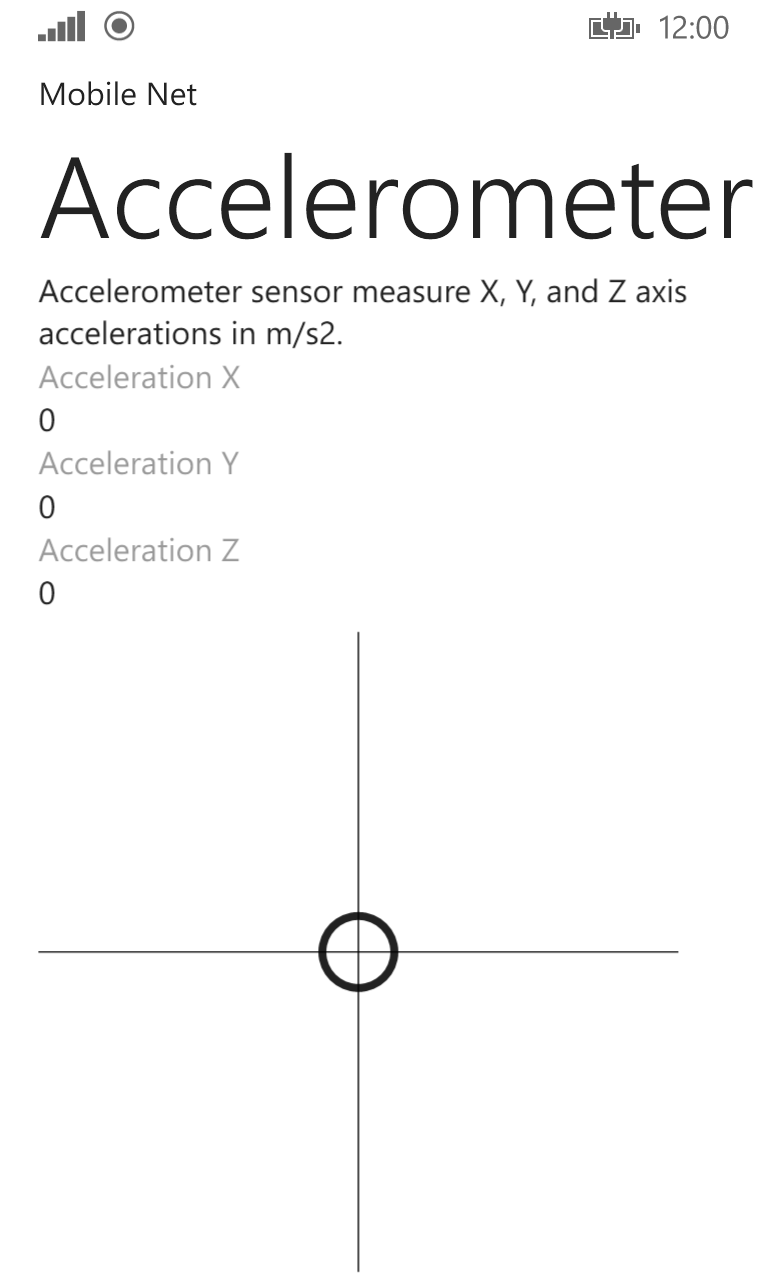 12:00
Mobile Net
Accelerometer
Accelerometer sensor measure X, Y, and Z axis
accelerations in m/s2.
Acceleration X
0
Acceleration Y
0
Acceleration Z
0